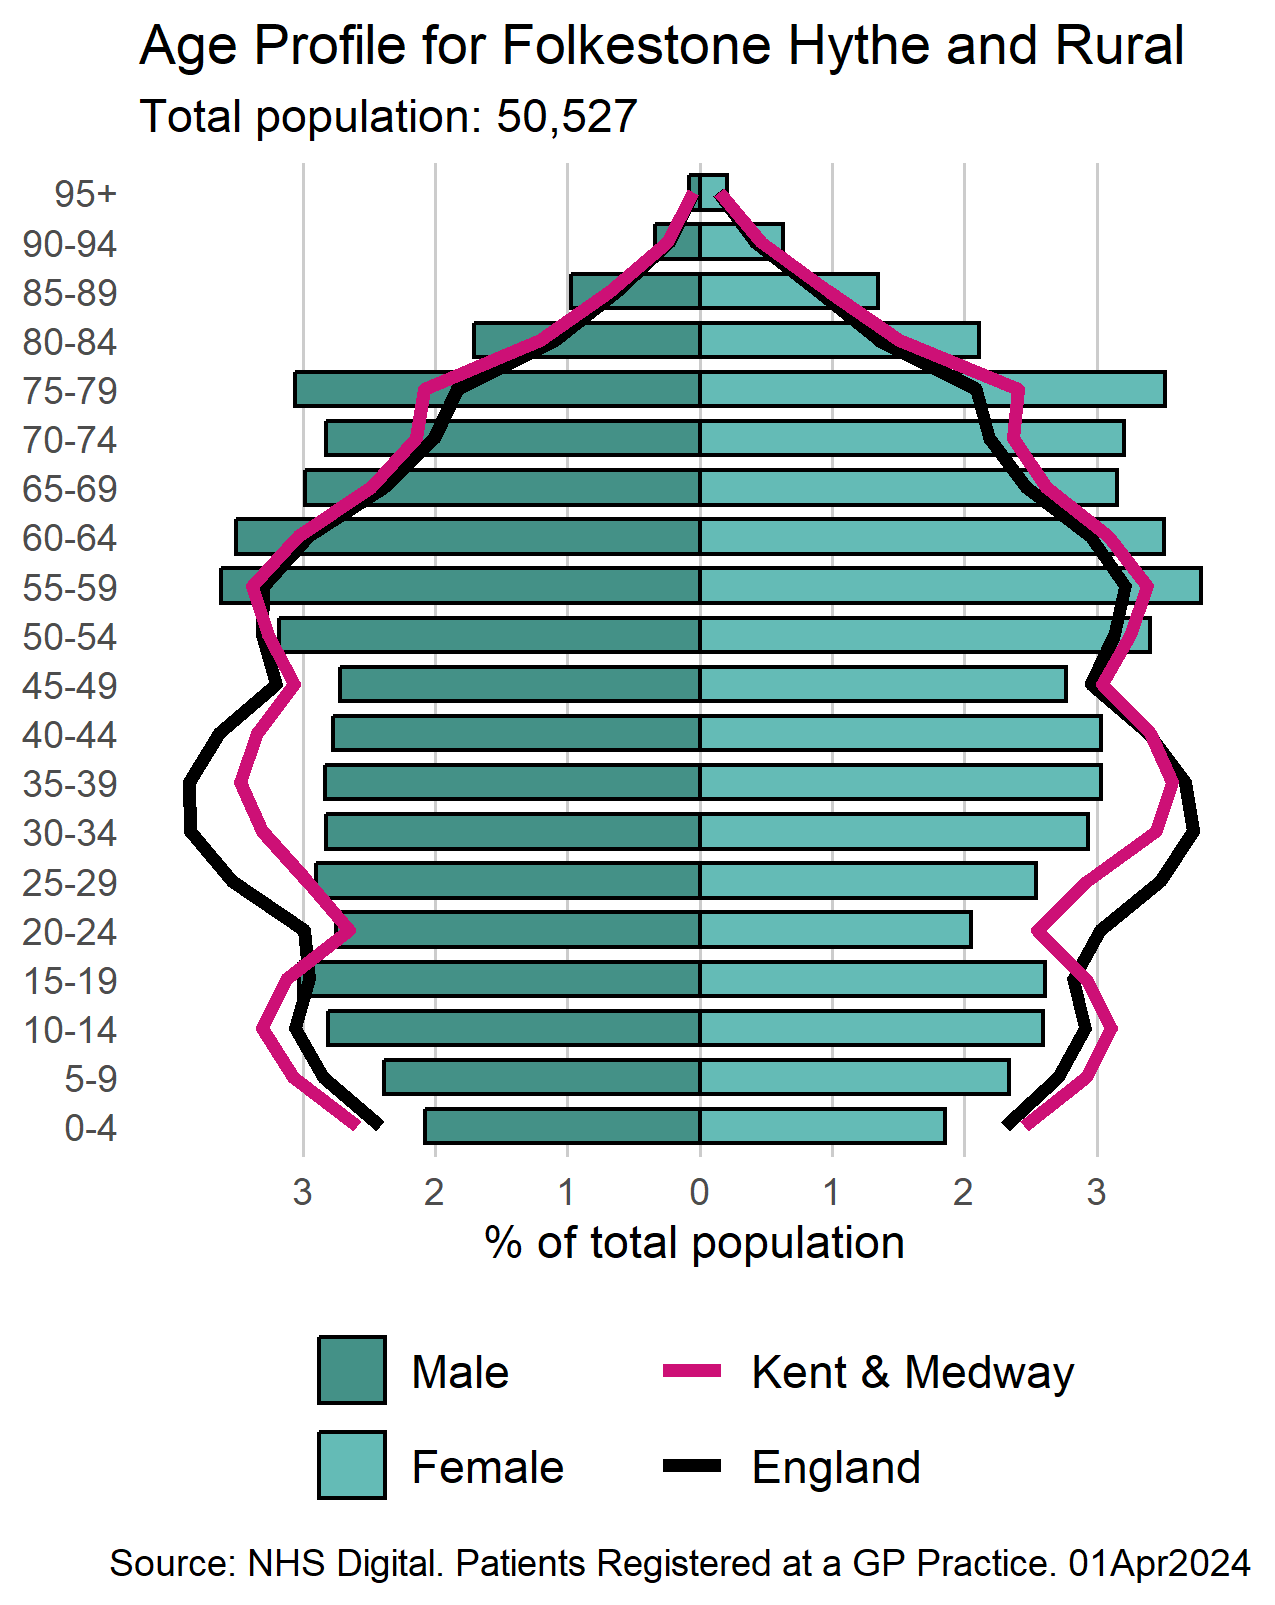 Age Profile for Folkestone Hythe and Rural
Total population: 50,527
95+
90-94
85-89
80-84
75-79
70-74
65-69
60-64
55-59
50-54
45-49
40-44
35-39
30-34
25-29
20-24
15-19
10-14
5-9
0-4
3 2 1 0 1 2 3
% of total population
Male Kent & Medway
Female England
Source: NHS Digital. Patients Registered at a GP Practice. 01Apr2024